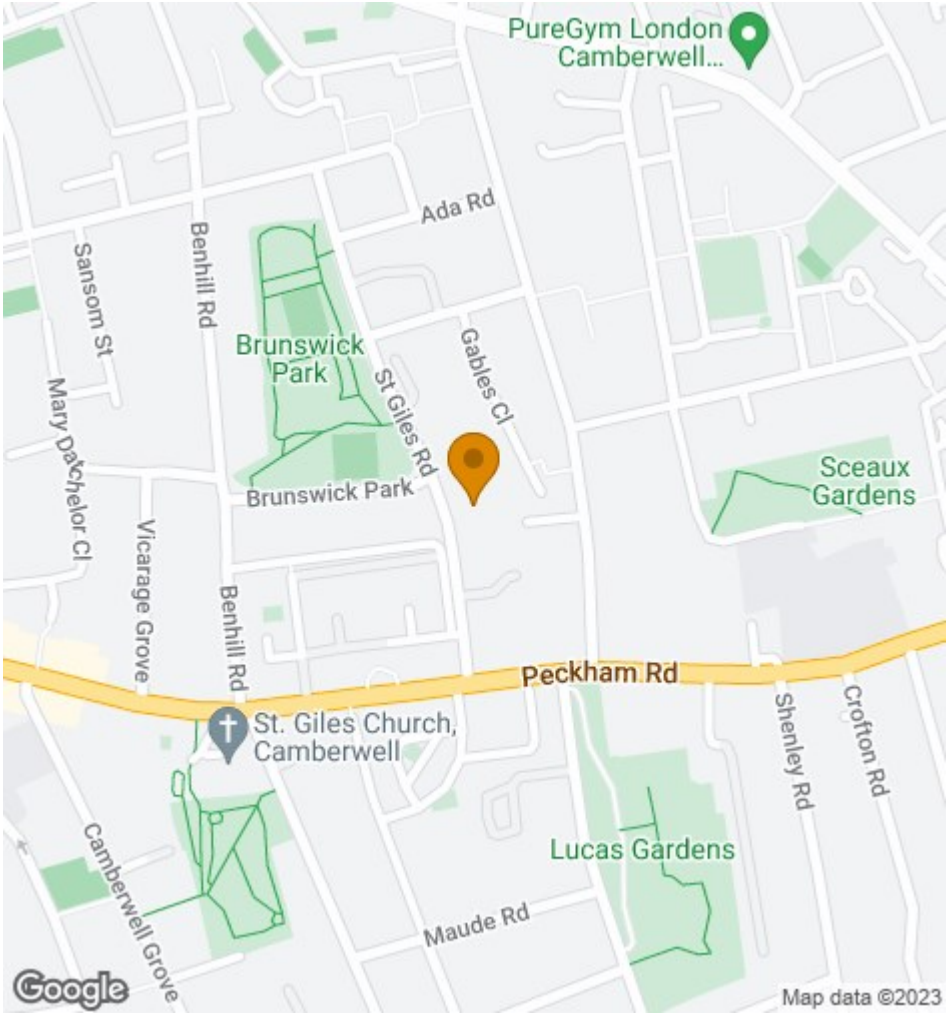 PureGym London
Camberwell...
Ada Rd
Benhill Rd
Sansom St
Brunswick
Park
Gables Cl
St Giles Rd
Mary Datchelor Cl
Sceaux
Gardens
Brunswick Park
Vicarage Grove
Benhill Rd
Peckham Rd
St. Giles Church,
Camberwell
Shenley Rd
Crofton Rd
Lucas Gardens
Camberwell Grove
Maude Rd
Google
Map data ©2023